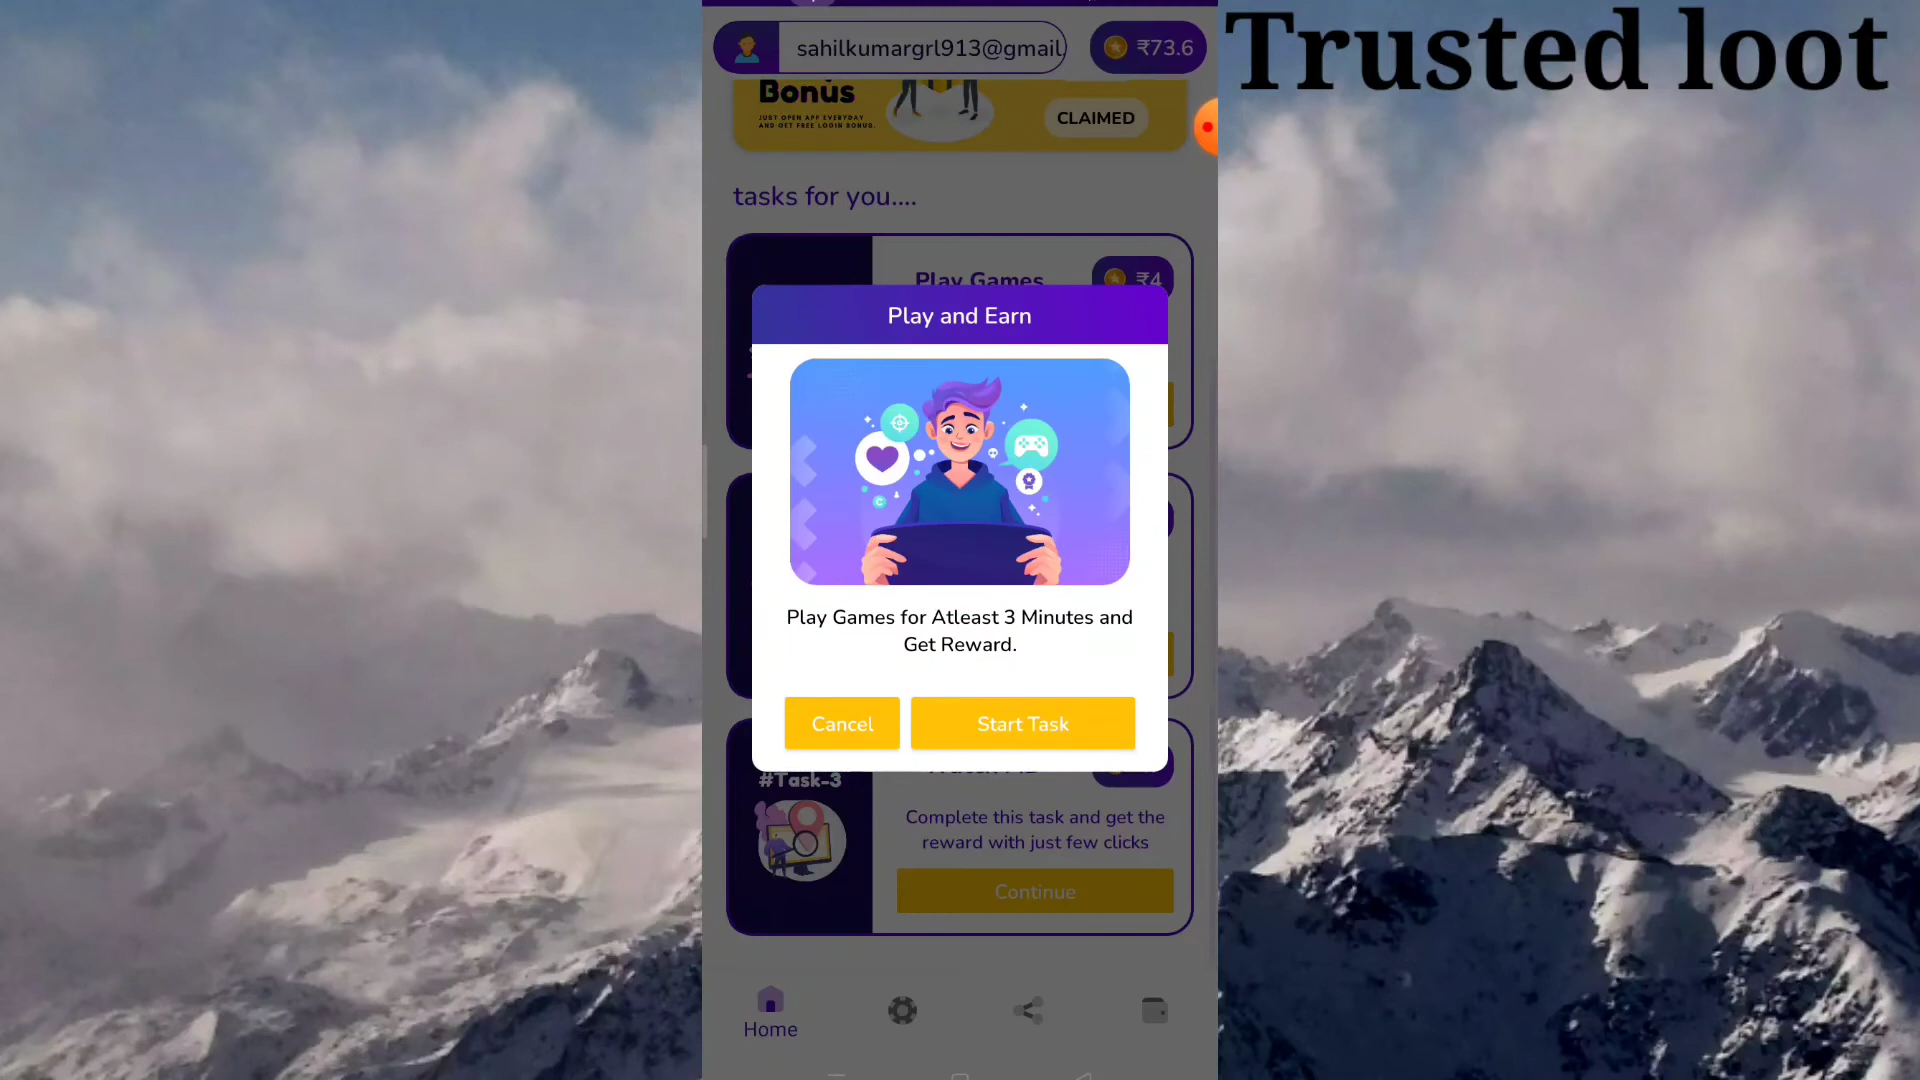 sahilkumargrl913@gmail
₹73.6
Trusted loot
Bonus
JUST OPEN APP EVERYDAY
AND GET FREE LOGIN BONUS.
CLAIMED
tasks for you....
Play Games
₹4
Play and Earn
Play Games for Atleast 3 Minutes and
Get Reward.
Cancel
Start Task
#Task-3
Complete this task and get the
reward with just few clicks
Continue
Home